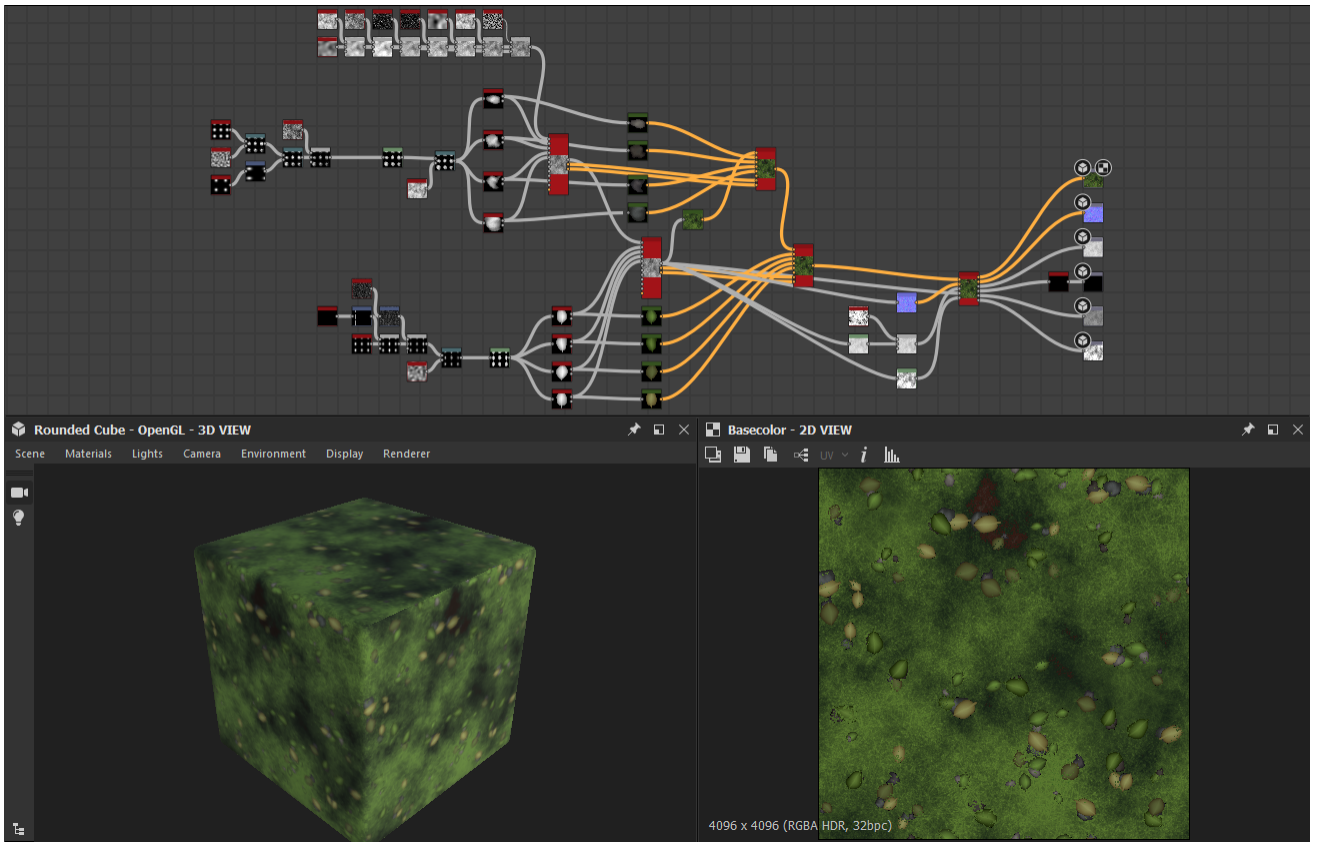 Rounded Cube - OpenGL - 3D VIEW
Scene Materials Lights Camera Environment Display Renderer
Basecolor - 2D VIEW
UV
4096 x 4096 (RGBA HDR, 32bpc)